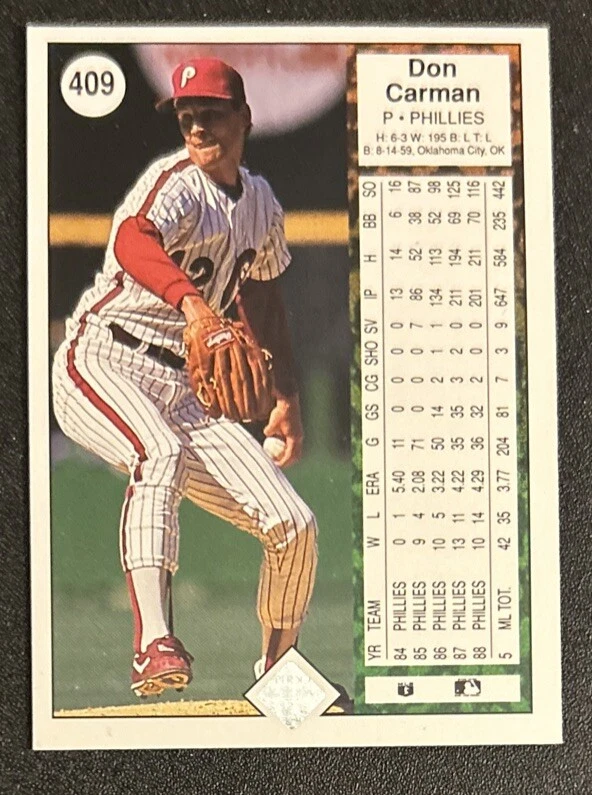 409
Don
Carman
P • PHILLIES
H: 6-3 W: 195 B: L T: L
B: 8-14-59, Oklahoma City, OK
YR TEAM W L ERA G GS CG SHO SV IP H BB SO
84 PHILLIES 0 1 5.40 11 0 0 0 0 13 14 6 16
85 PHILLIES 9 4 2.08 71 0 0 0 7 86 52 38 87
86 PHILLIES 10 5 3.22 50 14 2 1 1 134 113 52 98
87 PHILLIES 13 11 4.22 35 35 3 2 0 211 194 69 125
88 PHILLIES 10 14 4.29 36 32 2 0 0 201 211 70 116
5 ML TOT. 42 35 3.77 204 81 7 3 9 647 584 235 442
P
2